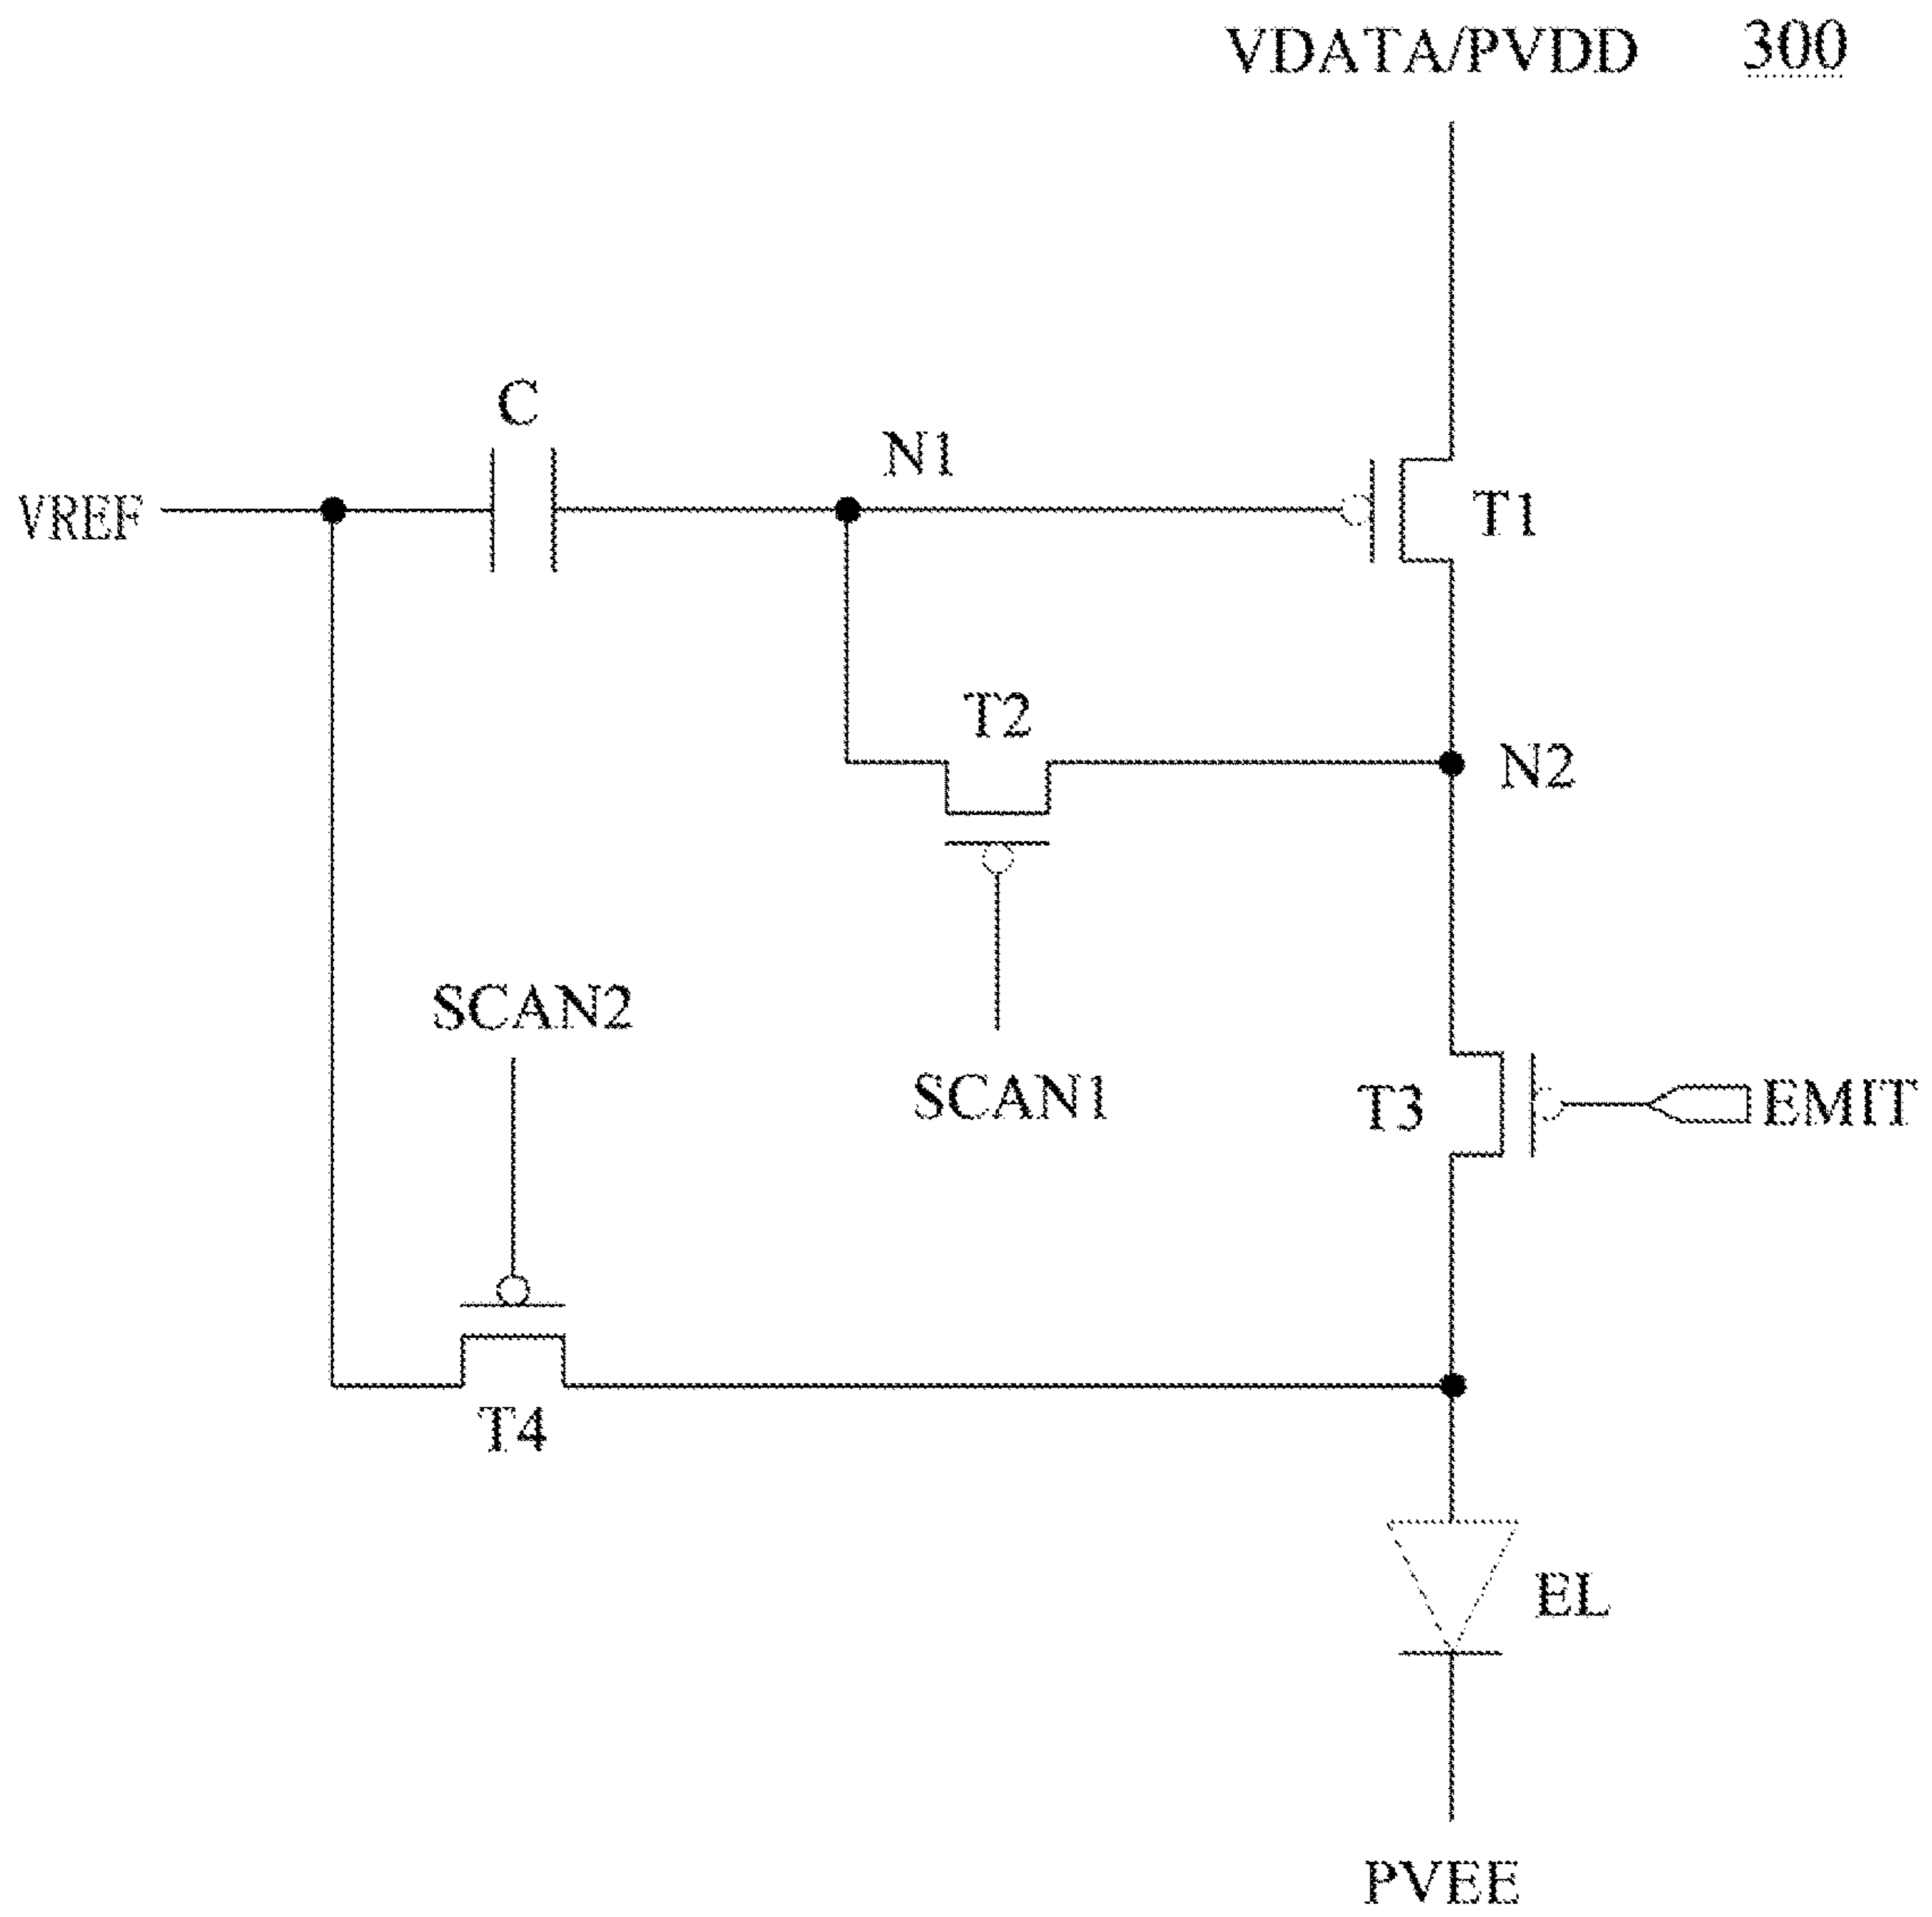 VDATA/PVDD
300
C
N1
VREF
T1
T2
N2
SCAN2
SCAN1
T3
EMIT
T4
EL
PVEE